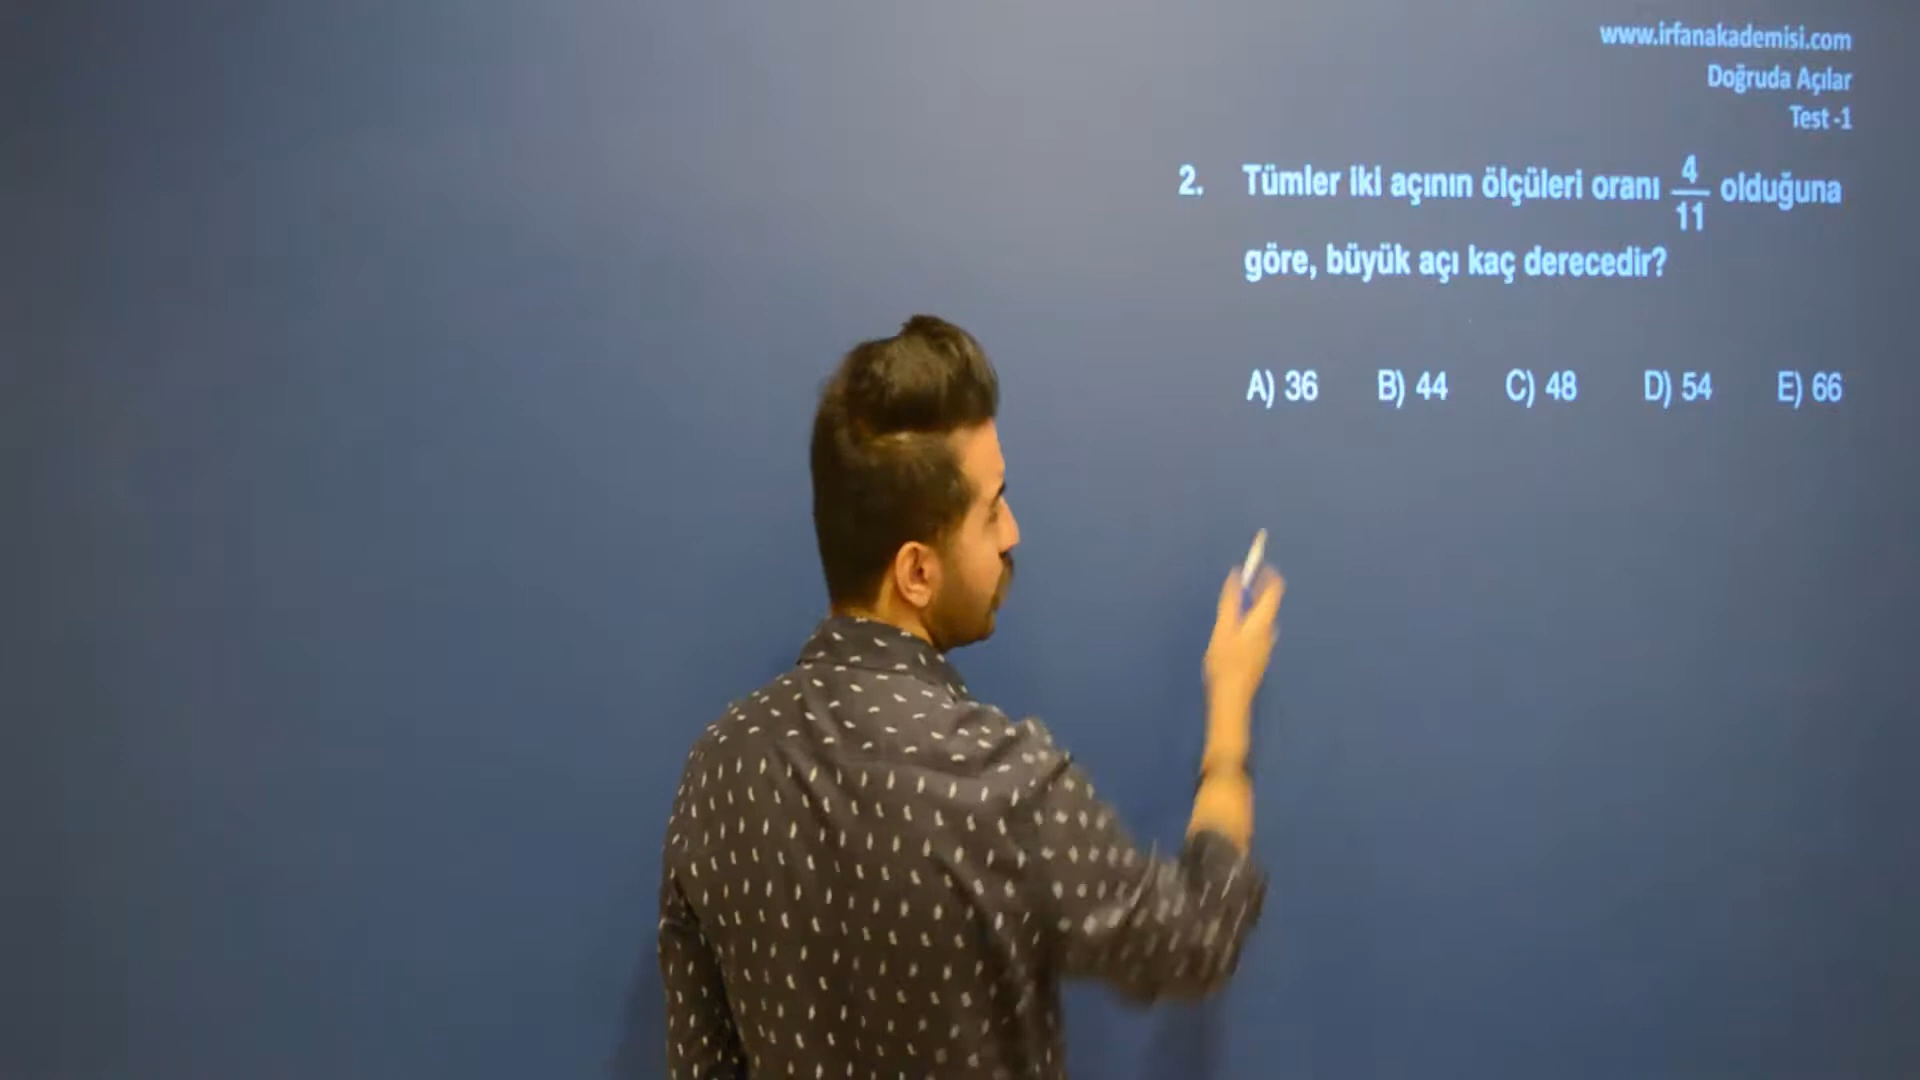 www.irfanakademisi.com
Doğruda Açılar
Test -1
2. Tümler iki açının ölçüleri oranı 4/11 olduğuna
göre, büyük açı kaç derecedir?
A) 36 B) 44 C) 48 D) 54 E) 66